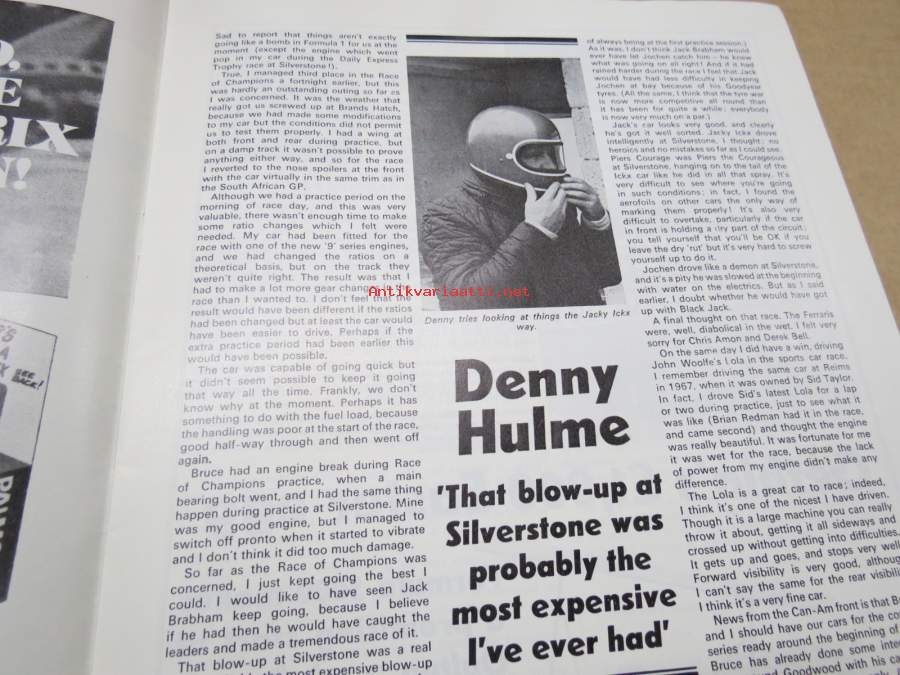 P,
E
RIX
N!
'S
A
K
SEE
BACK!
Sad to report that things aren't exactly
going like a bomb in Formula 1 for us at the
moment (except the engine which went
pop in my car during the Daily Express
Trophy race at Silverstone !).
True, I managed third place in the Race
of Champions a fortnight earlier, but this
was hardly an outstanding outing so far as
I was concerned. It was the weather that
really got us screwed up at Brands Hatch,
because we had made some modifications
to my car but the conditions did not permit
us to test them properly. I had a wing at
both front and rear during practice, but
on a damp track it wasn't possible to prove
anything either way, and so for the race
I reverted to the nose spoilers at the front
with the car virtually in the same trim as in
the South African GP.
Although we had a practice period on the
morning of race day, and this was very
valuable, there wasn't enough time to make
some ratio changes which I felt were
needed. My car had been fitted for the
race with one of the new '9' series engines,
and we had changed the ratios on a
theoretical basis, but on the track they
weren't quite right. The result was that I
had to make a lot more gear changes in the
race than I wanted to. I don't feel that the
result would have been different if the ratios
had been changed but at least the car would
have been easier to drive. Perhaps if the
extra practice period had been earlier this
would have been possible.
The car was capable of going quick but
it didn't seem possible to keep it going
that way all the time. Frankly, we don't
know why at the moment. Perhaps it has
something to do with the fuel load, because
the handling was poor at the start of the race,
good half-way through and then went off
again.
Bruce had an engine break during Race
of Champions practice, when a main
bearing bolt went, and I had the same thing
happen during practice at Silverstone. Mine
was my good engine, but I managed to
switch off pronto when it started to vibrate
and I don't think it did too much damage.
So far as the Race of Champions was
concerned, I just kept going the best I
could. I would like to have seen Jack
Brabham keep going, because I believe
if he had then he would have caught the
leaders and made a tremendous race of it.
That blow-up at Silverstone was a real
the most expensive blow-up
Antikvariaatti.net
Denny tries looking at things the Jacky Ickx
way.
Denny
Hulme
'That blow-up at
Silverstone was
probably the
most expensive
I've ever had'
of always being at the first practice session.)
As it was, I don't think Jack Brabham would
ever have let Jochen catch him – he knew
what was going on all right! And if it had
rained harder during the race I feel that Jack
would have had less difficulty in keeping
Jochen at bay because of his Goodyear
tyres. (All the same, I think that the tyre war
is now more competitive all round than
it has been for quite a while; everybody
is now very much on a par.)
Jack's car looks very good, and clearly
he's got it well sorted. Jacky Ickx drove
intelligently at Silverstone, I thought; no
heroics and no mistakes so far as I could see.
Piers Courage was Piers the Courageous
at Silverstone, hanging on to the tail of the
Ickx car like he did in all that spray. It's
very difficult to see where you're going
in such conditions; in fact, I found the
aerofoils on other cars the only way of
marking them properly! It's also very
difficult to overtake, particularly if the car
in front is holding a dry part of the circuit;
you tell yourself that you'll be OK if you
leave the dry 'rut' but it's very hard to screw
yourself up to do it.
Jochen drove like a demon at Silverstone,
and it's a pity he was slowed at the beginning
with water on the electrics. But as I said
earlier, I doubt whether he would have got
up with Black Jack.
A final thought on that race. The Ferraris
were, well, diabolical in the wet. I felt very
sorry for Chris Amon and Derek Bell.
On the same day I did have a win, driving
John Woolfe's Lola in the sports car race.
I remember driving the same car at Reims
in 1967, when it was owned by Sid Taylor.
In fact, I drove Sid's latest Lola for a lap
or two during practice, just to see what it
was like (Brian Redman had it in the race,
and came second) and thought the engine
was really beautiful. It was fortunate for me
it was wet for the race, because the lack
of power from my engine didn't make any
difference.
The Lola is a great car to race; indeed,
I think it's one of the nicest I have driven.
Though it is a large machine you can really
throw it about, getting it all sideways and
crossed up without getting into difficulties.
It gets up and goes, and stops very well
Forward visibility is very good, although
I can't say the same for the rear visibili
I think it's a very fine car.
News from the Can-Am front is that B
and I should have our cars for the co
series ready around the beginning of
Bruce has already done some inte
Goodwood with his ca